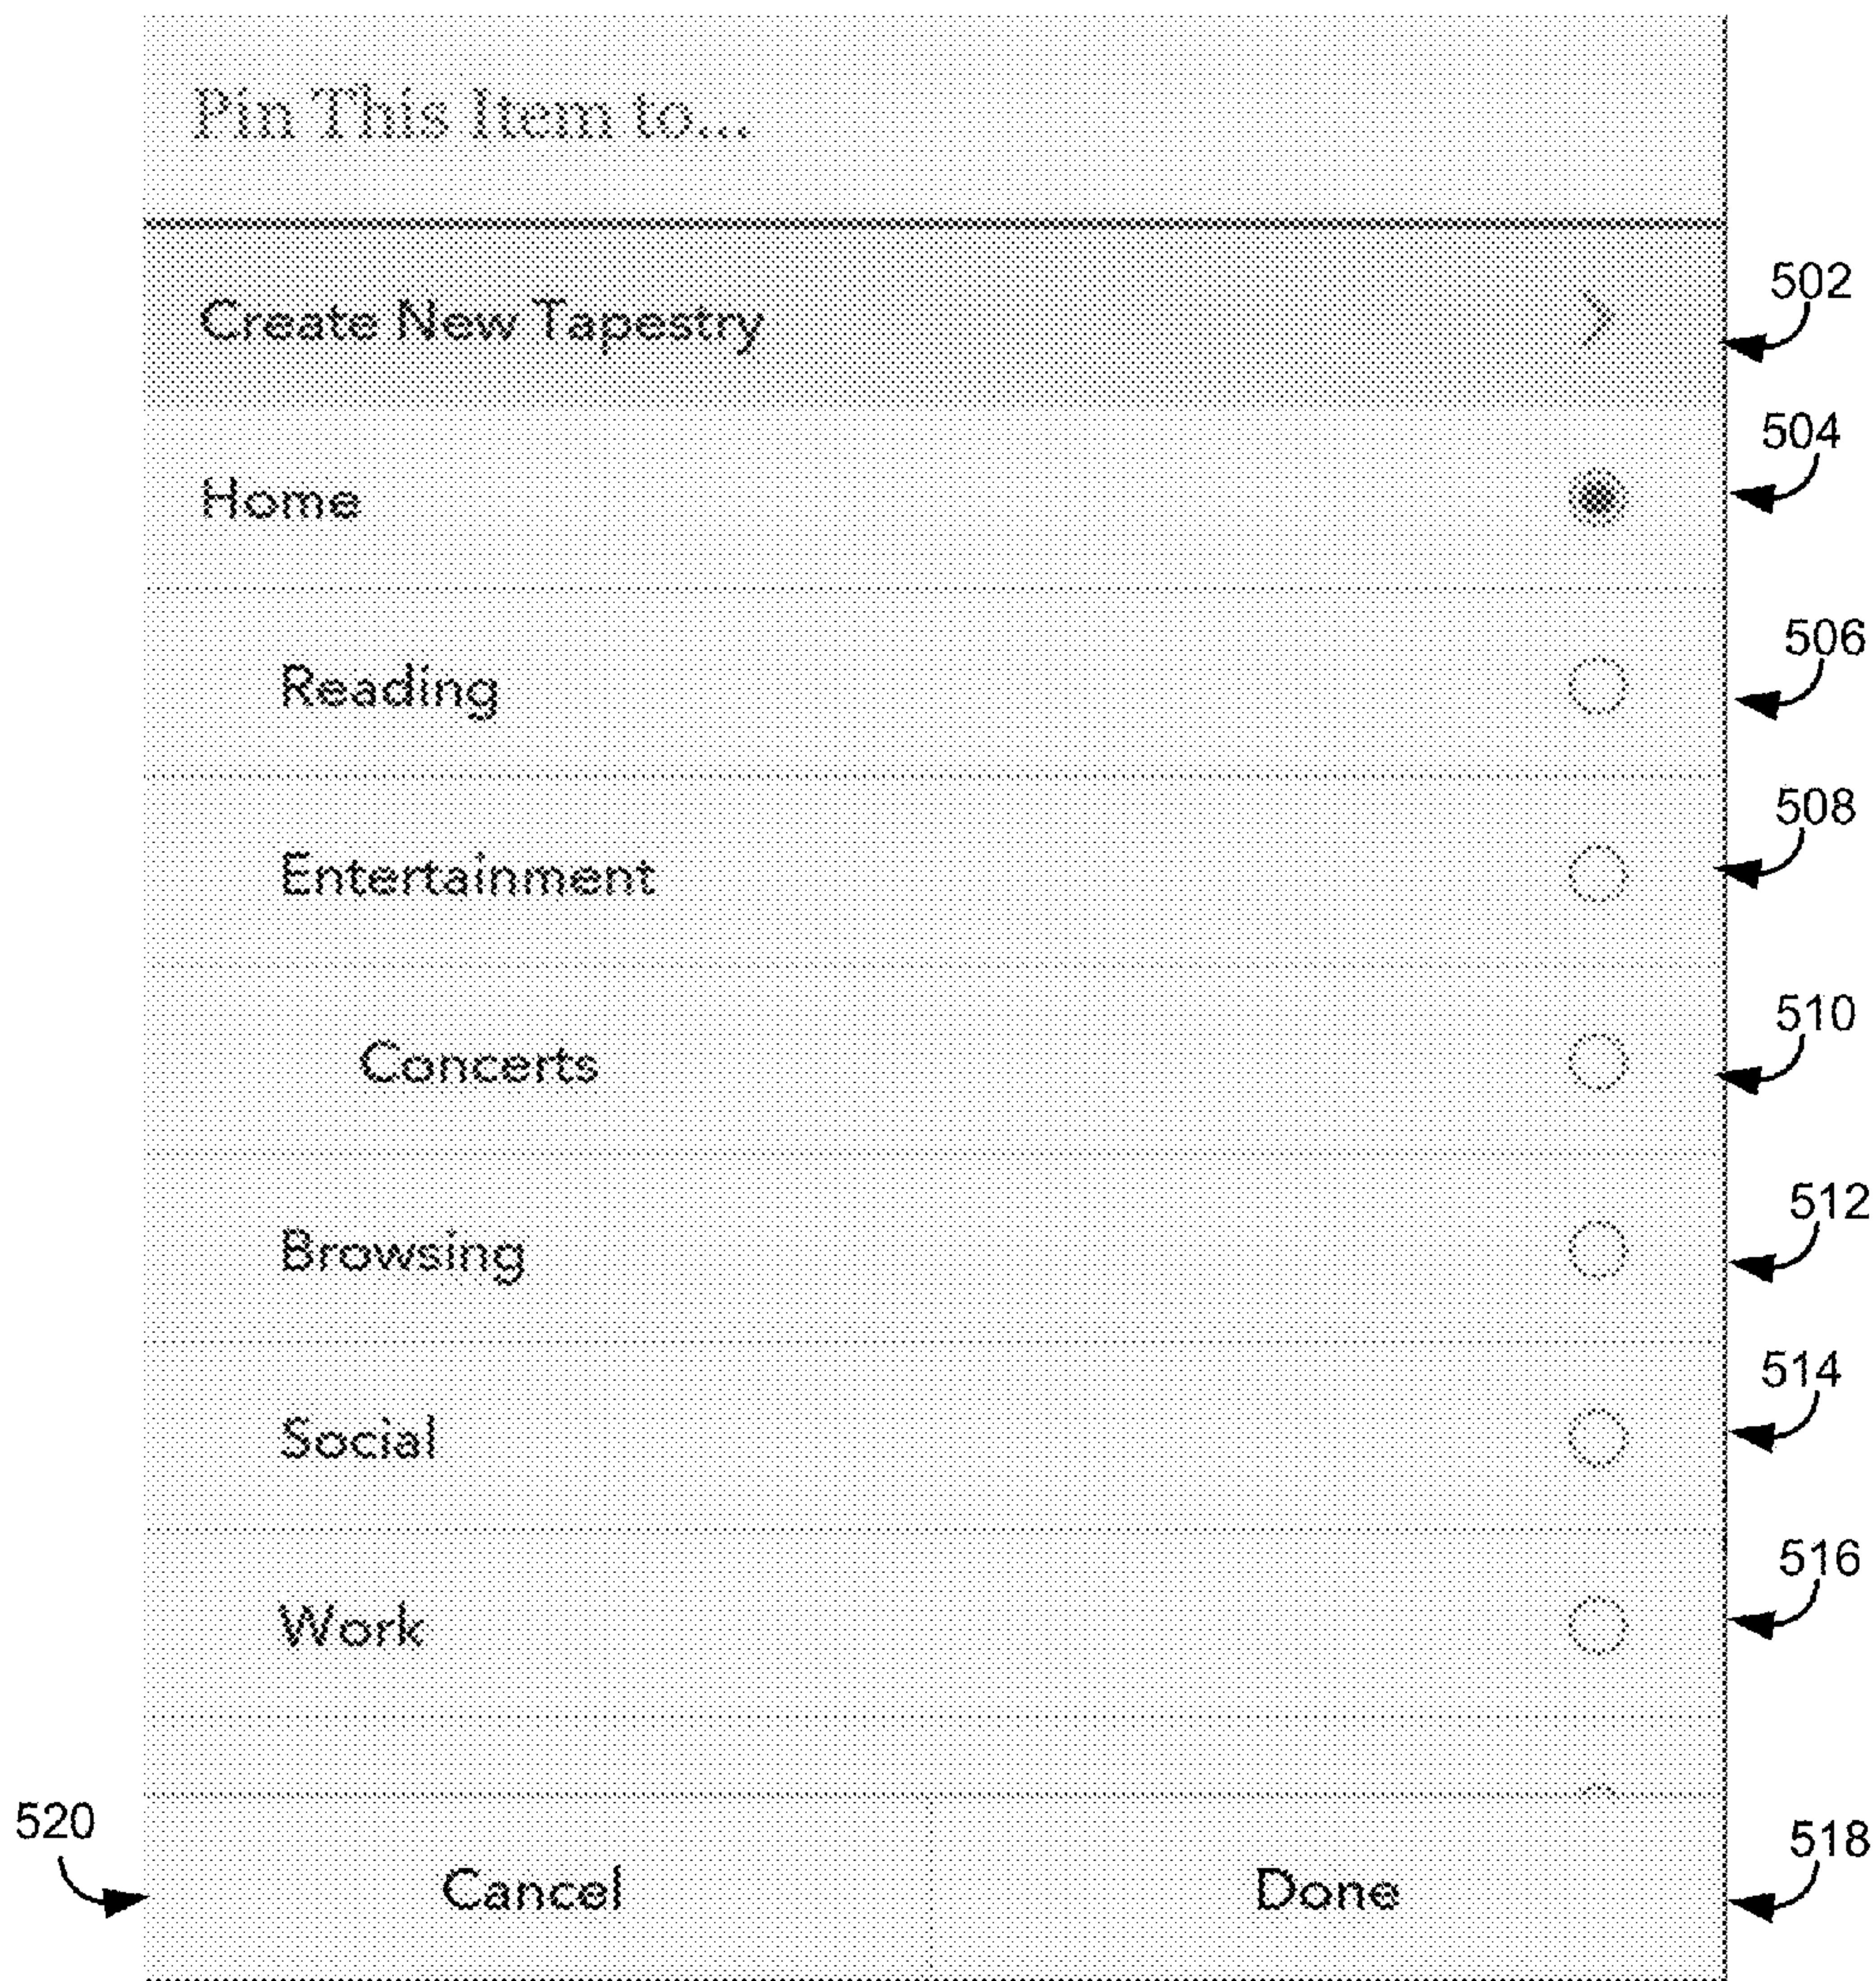 Pin This Item to...
Create New Tapestry
502
Home
504
Reading
506
Entertainment
508
Concerts
510
Browsing
512
Social
514
Work
516
520
Cancel
Done
518